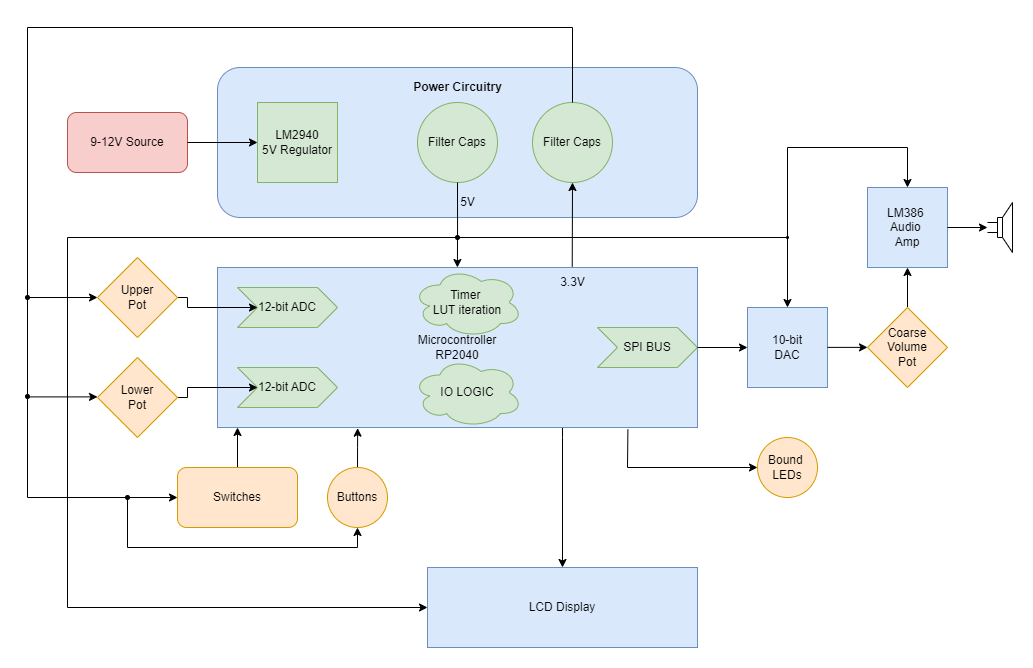 Power Circuitry
9-12V Source
LM2940
5V Regulator
Filter Caps
Filter Caps
5V
LM386
Audio
Amp
3.3V
Upper
Pot
12-bit ADC
Timer
LUT iteration
Microcontroller
RP2040
SPI BUS
10-bit
DAC
Coarse
Volume
Pot
Lower
Pot
12-bit ADC
IO LOGIC
Switches
Buttons
Bound
LEDs
LCD Display